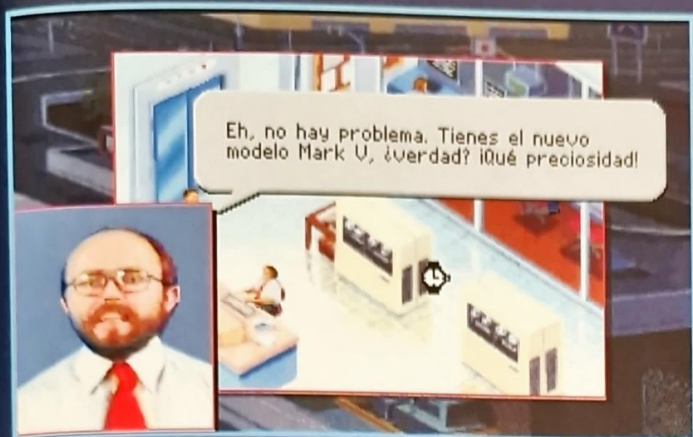 Eh, no hay problema. Tienes el nuevo
modelo Mark V, ¿verdad? ¡Qué preciosidad!